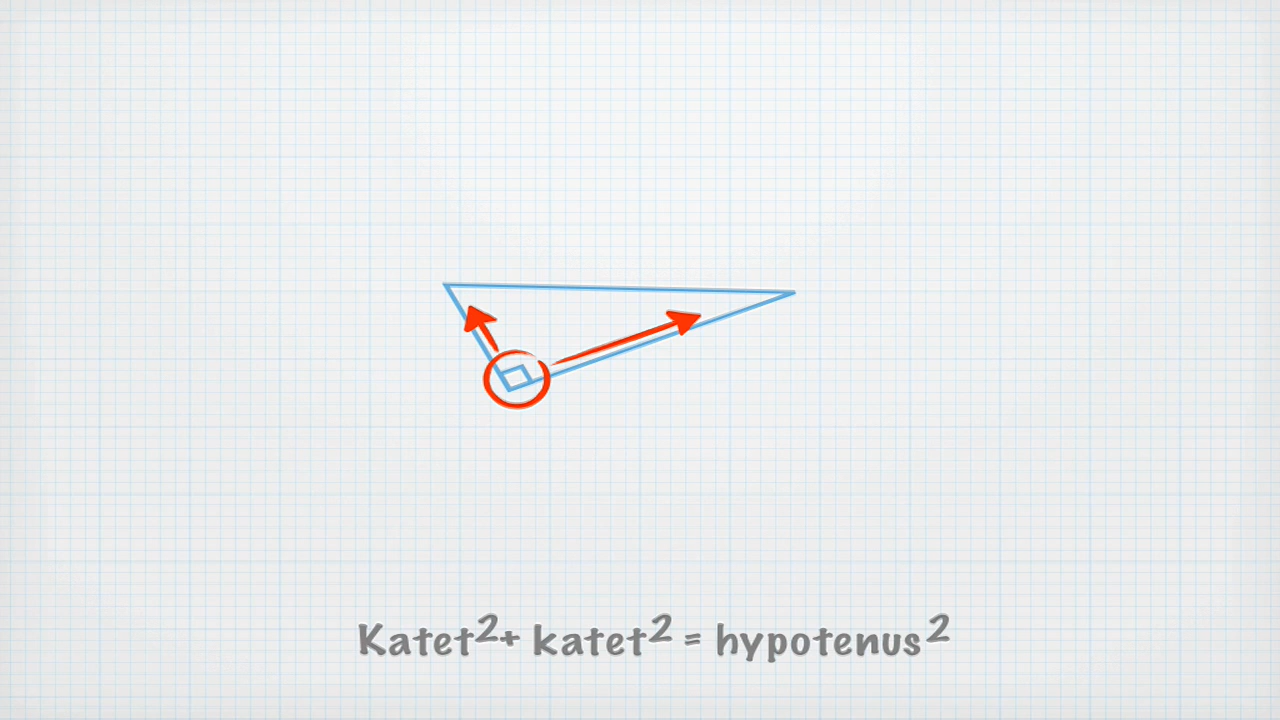 Katet²+ katet² = hypotenus²